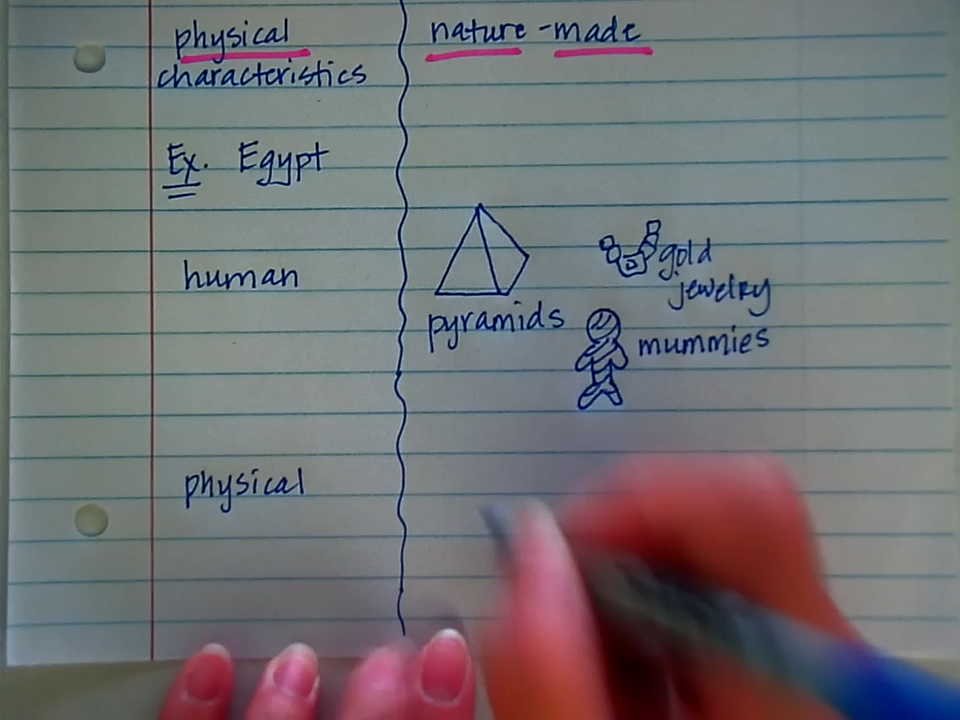 physical nature-made
characteristics
Ex. Egypt
human
gold
jewelry
pyramids
mummies
physical